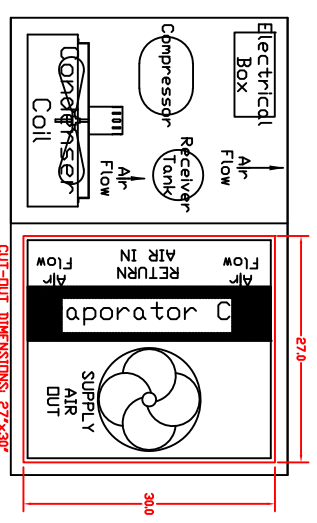 Electrical
Box
Compressor
Condenser
Coil
Receiver
Tank
Air
Flow
Air
Flow
Air
Flow
RETURN
AIR IN
Air
Flow
aporator C
SUPPLY
AIR
OUT
27.0
30.0
CUT-OUT DIMENSIONS: 27"x30"